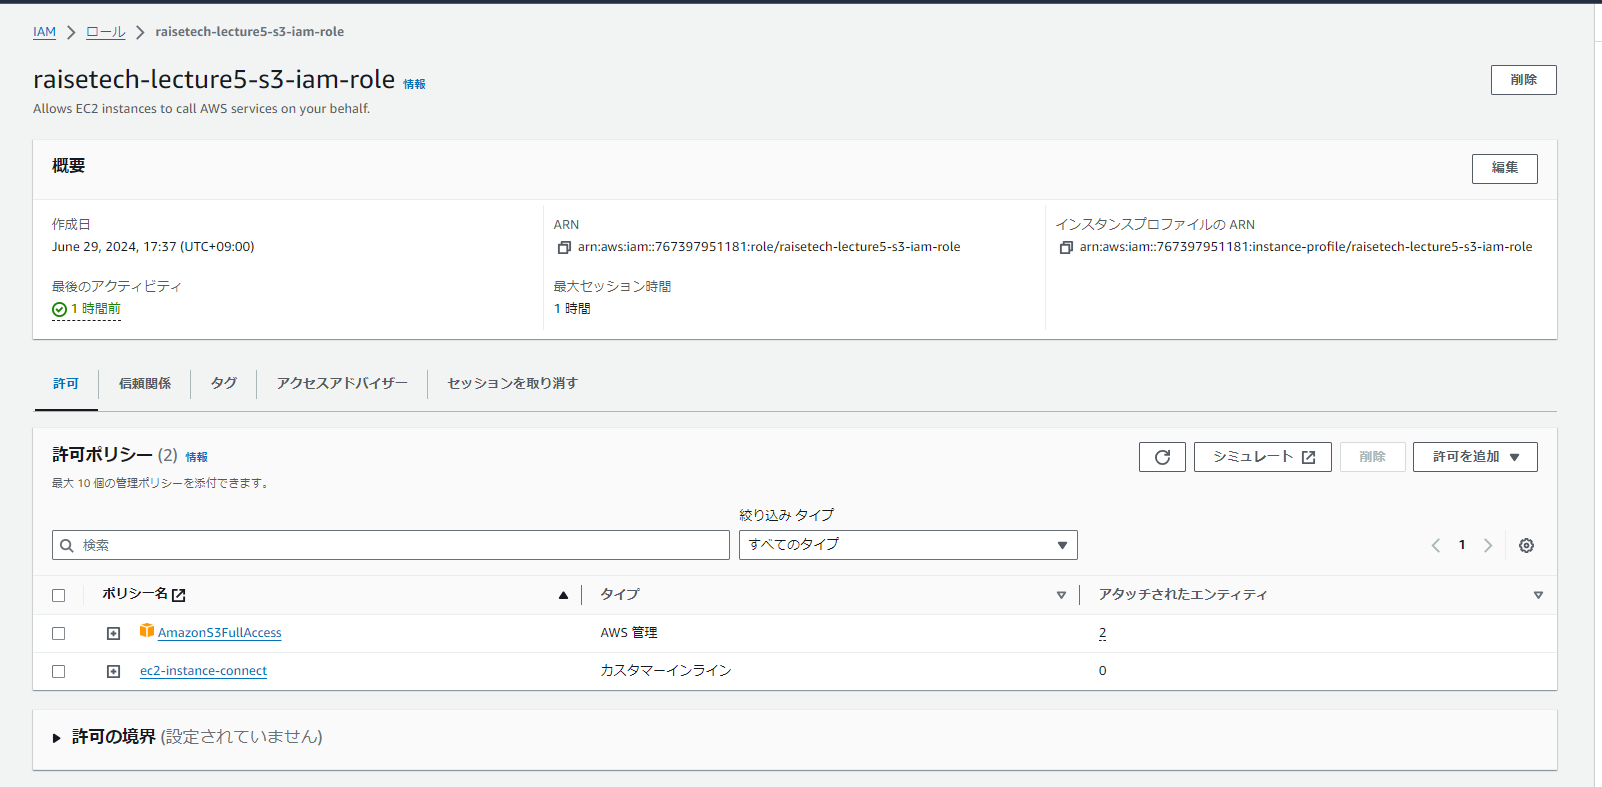 IAM > ロール > raisetech-lecture5-s3-iam-role
raisetech-lecture5-s3-iam-role 情報
削除
Allows EC2 instances to call AWS services on your behalf.
概要
編集
作成日
June 29, 2024, 17:37 (UTC+09:00)
ARN
arn:aws:iam::767397951181:role/raisetech-lecture5-s3-iam-role
インスタンスプロファイルの ARN
arn:aws:iam::767397951181:instance-profile/raisetech-lecture5-s3-iam-role
最後のアクティビティ
1 時間前
最大セッション時間
1 時間
許可 信頼関係 タグ アクセスアドバイザー セッションを取り消す
許可ポリシー (2) 情報
シミュレート 削除 許可を追加
最大 10 個の管理ポリシーを添付できます。
絞り込み タイプ
検索
すべてのタイプ
1
ポリシー名 タイプ アタッチされたエンティティ
AmazonS3FullAccess AWS 管理 2
ec2-instance-connect カスタマーインライン 0
許可の境界 (設定されていません)